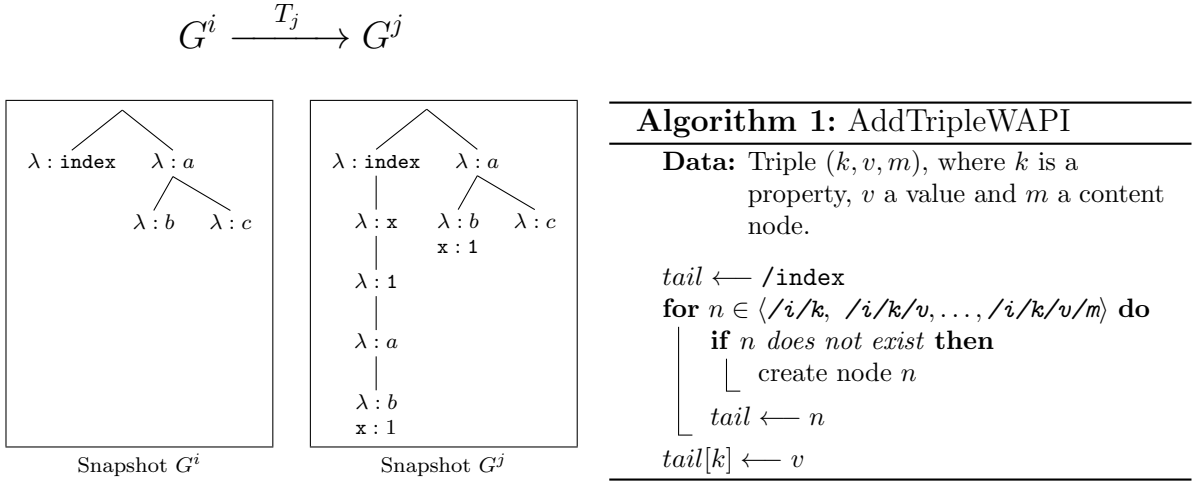 G^i —T_j→ G^j
λ : index λ : a
λ : b λ : c
Snapshot G^i
λ : index λ : a
λ : x λ : b λ : c
x : 1
λ : 1
λ : a
λ : b
x : 1
Snapshot G^j
Algorithm 1: AddTripleWAPI
Data: Triple (k, v, m), where k is a
property, v a value and m a content
node.
tail ⟵ /index
for n ∈ ⟨/i/k, /i/k/v, . . . , /i/k/v/m⟩ do
if n does not exist then
create node n
tail ⟵ n
tail[k] ⟵ v